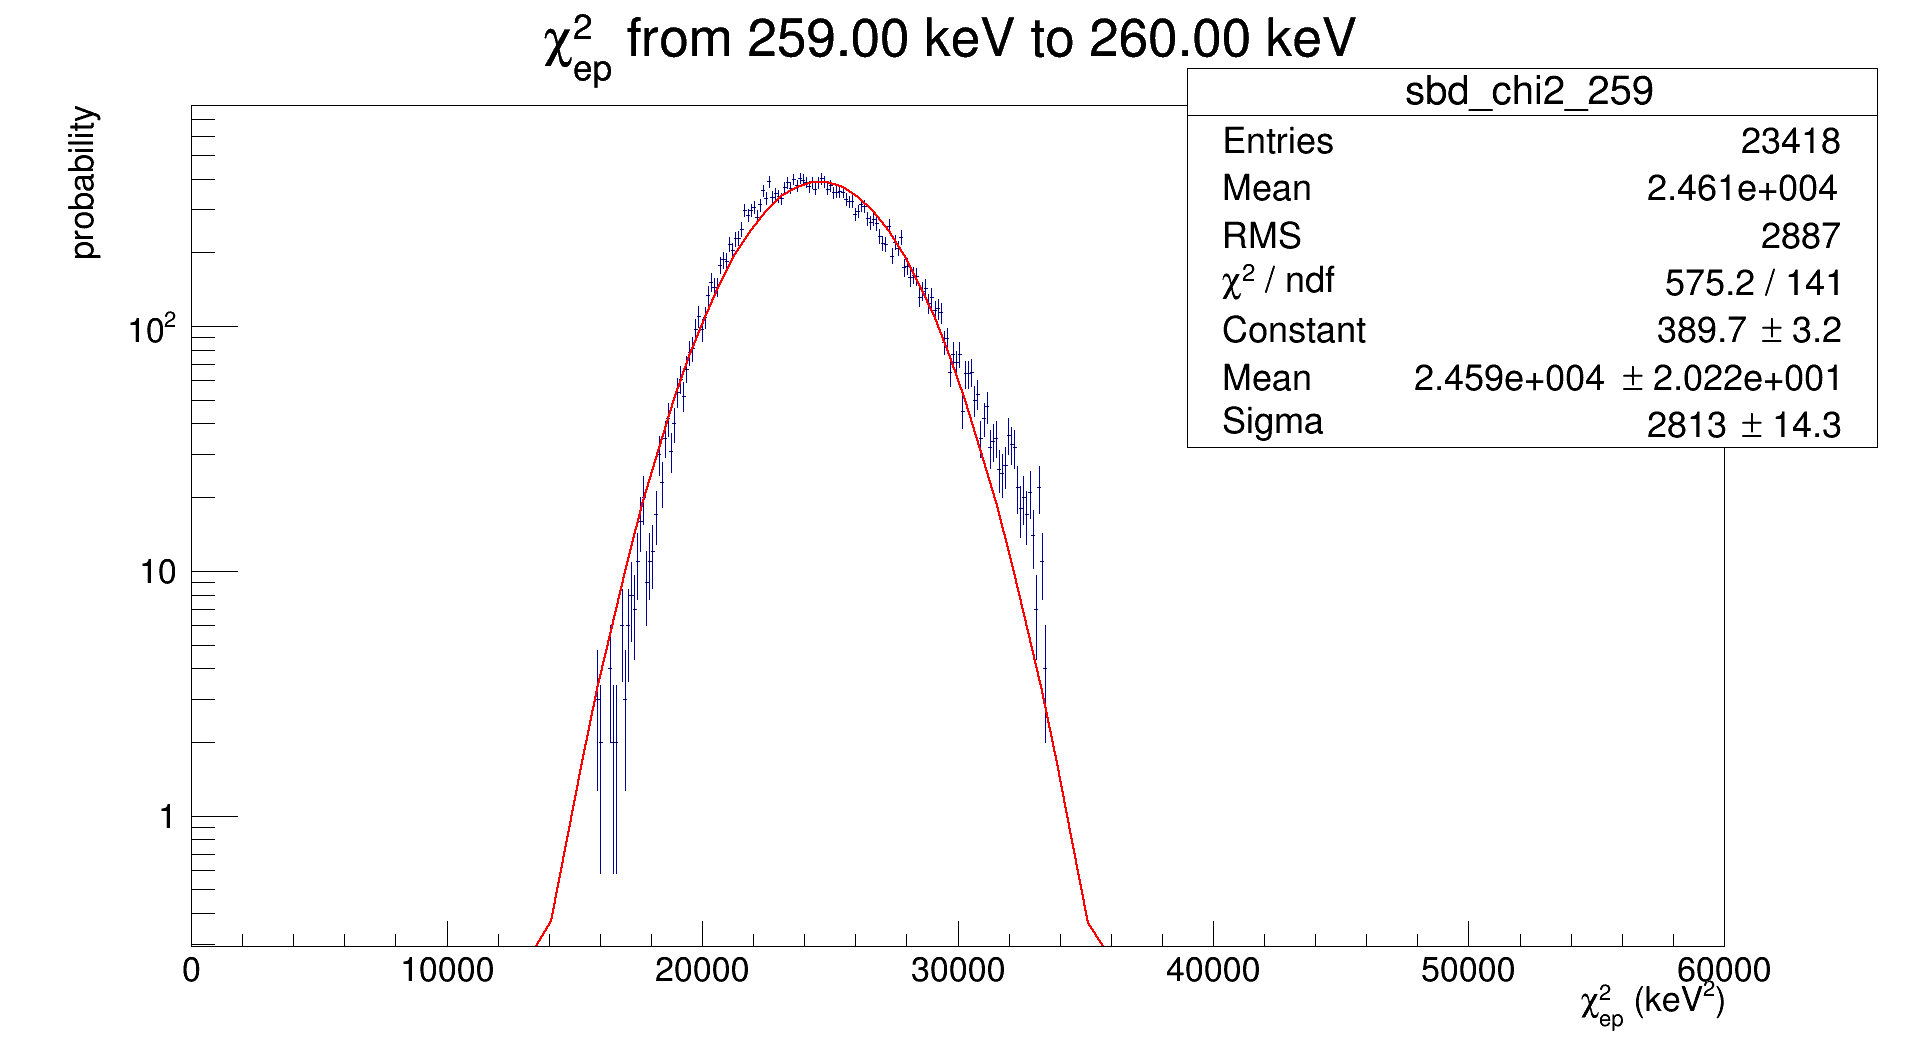 χ²ep from 259.00 keV to 260.00 keV
probability
sbd_chi2_259
Entries 23418
Mean 2.461e+004
RMS 2887
χ² / ndf 575.2 / 141
Constant 389.7 ± 3.2
Mean 2.459e+004 ± 2.022e+001
Sigma 2813 ± 14.3
10²
10
1
0 10000 20000 30000 40000 50000 60000
χ²ep (keV²)